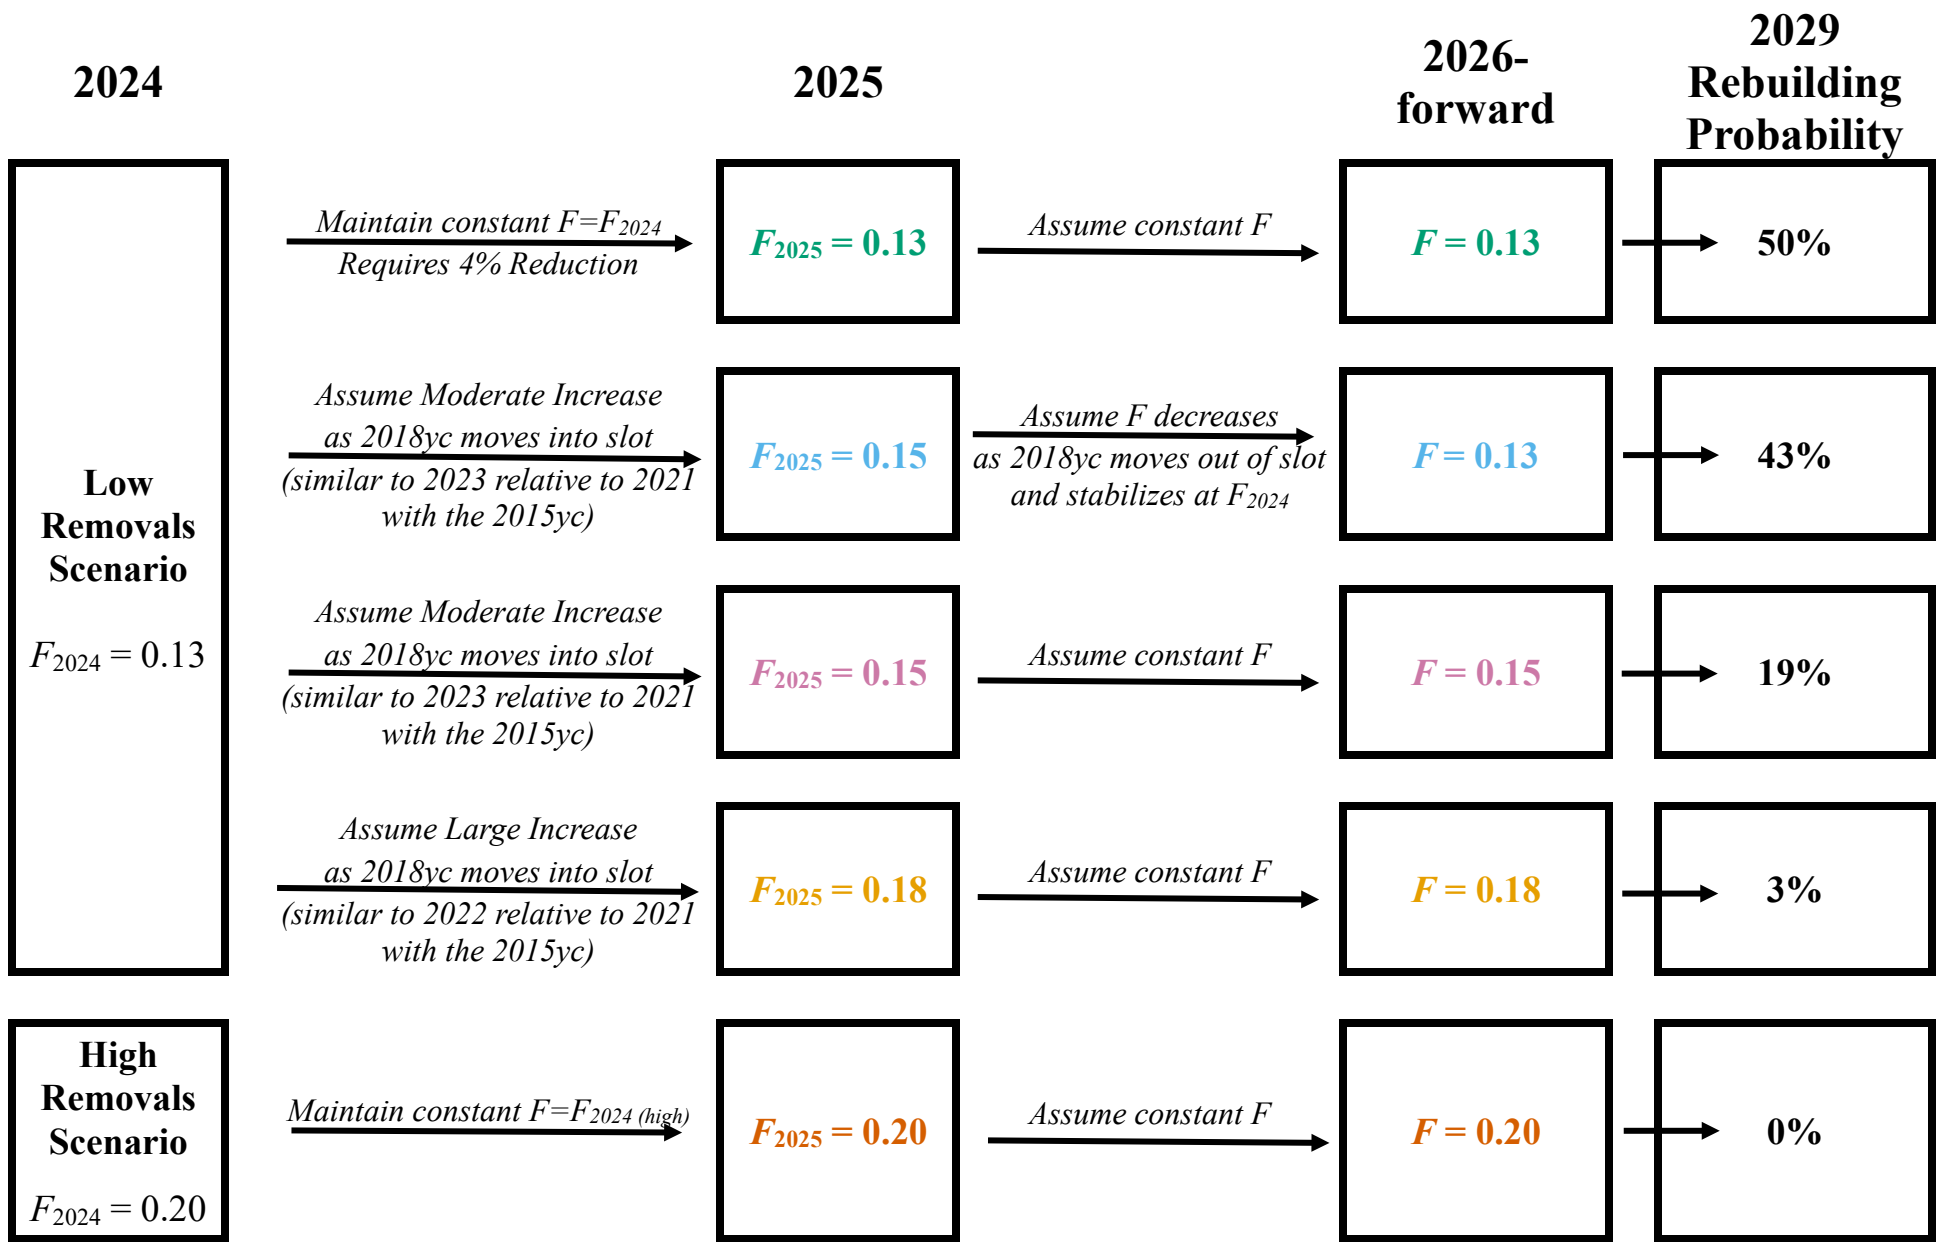 2024
2025
2026-
forward
2029
Rebuilding
Probability
Low
Removals
Scenario
F2024 = 0.13
Maintain constant F=F2024
Requires 4% Reduction
F2025 = 0.13
Assume constant F
F = 0.13
50%
Assume Moderate Increase
as 2018yc moves into slot
(similar to 2023 relative to 2021
with the 2015yc)
F2025 = 0.15
Assume F decreases
as 2018yc moves out of slot
and stabilizes at F2024
F = 0.13
43%
Assume Moderate Increase
as 2018yc moves into slot
(similar to 2023 relative to 2021
with the 2015yc)
F2025 = 0.15
Assume constant F
F = 0.15
19%
Assume Large Increase
as 2018yc moves into slot
(similar to 2022 relative to 2021
with the 2015yc)
F2025 = 0.18
Assume constant F
F = 0.18
3%
High
Removals
Scenario
F2024 = 0.20
Maintain constant F=F2024 (high)
F2025 = 0.20
Assume constant F
F = 0.20
0%